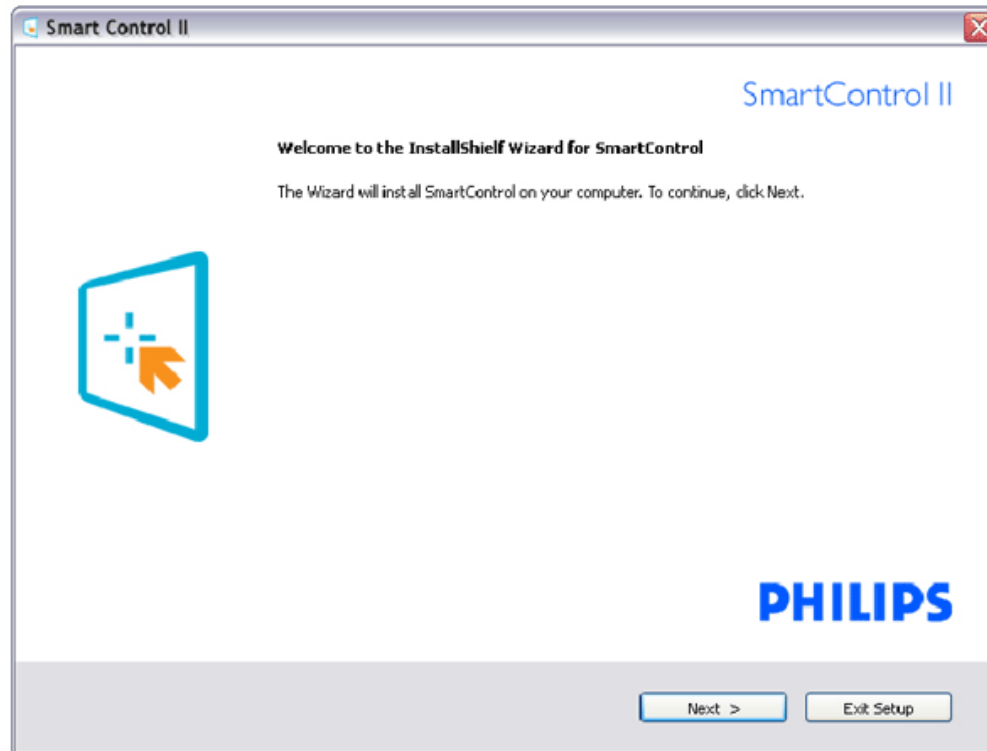 Smart Control II
SmartControl II
Welcome to the InstallShielf Wizard for SmartControl
The Wizard will install SmartControl on your computer. To continue, click Next.
PHILIPS
Next >
Exit Setup